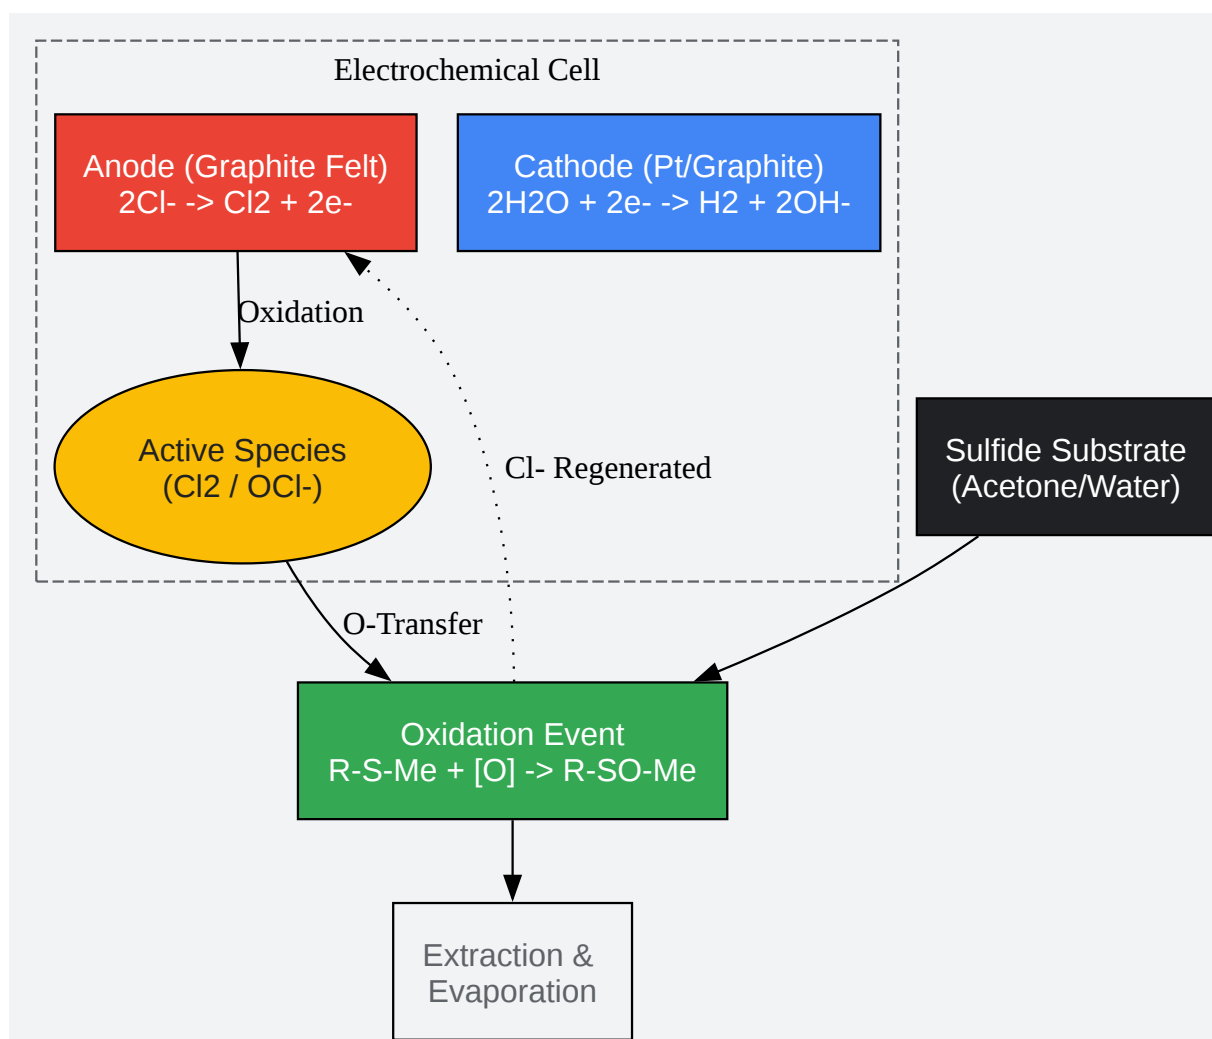 Electrochemical Cell
Anode (Graphite Felt)
2Cl- -> Cl2 + 2e-
Cathode (Pt/Graphite)
2H2O + 2e- -> H2 + 2OH-
Oxidation
Active Species
(Cl2 / OCl-)
Cl- Regenerated
Sulfide Substrate
(Acetone/Water)
O-Transfer
Oxidation Event
R-S-Me + [O] -> R-SO-Me
Extraction &
Evaporation